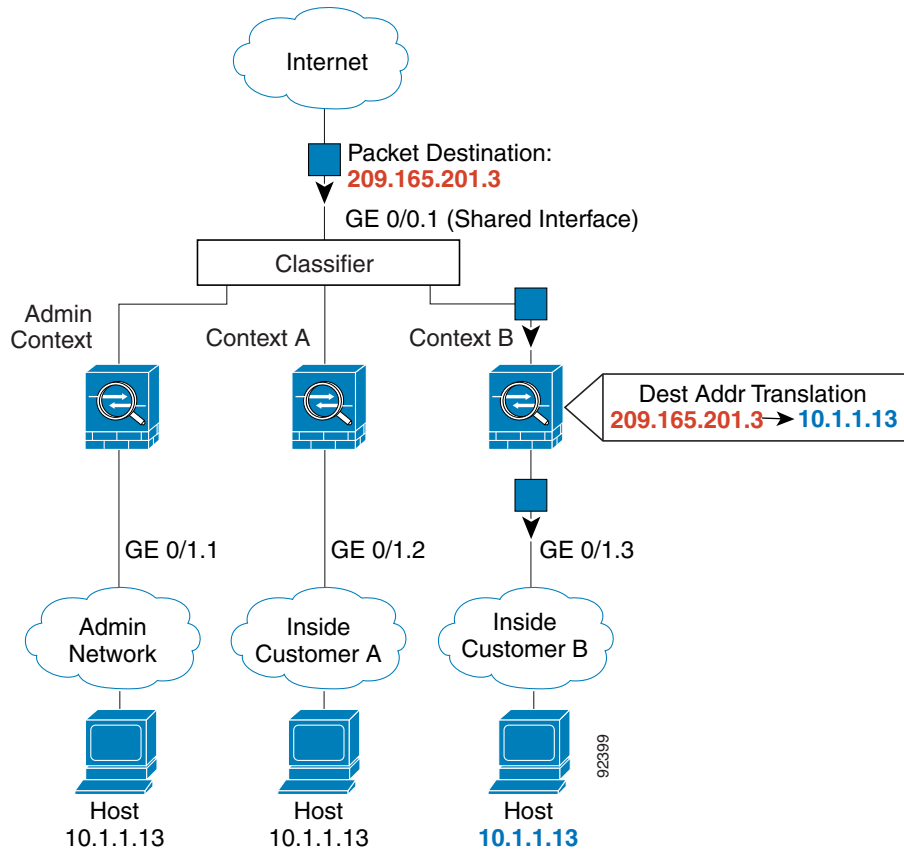 Internet
Packet Destination:
209.165.201.3
GE 0/0.1 (Shared Interface)
Classifier
Admin
Context
Context A
Context B
Dest Addr Translation
209.165.201.3 10.1.1.13
GE 0/1.1
GE 0/1.2
GE 0/1.3
Admin
Network
Inside
Customer A
Inside
Customer B
92399
Host
10.1.1.13
Host
10.1.1.13
Host
10.1.1.13